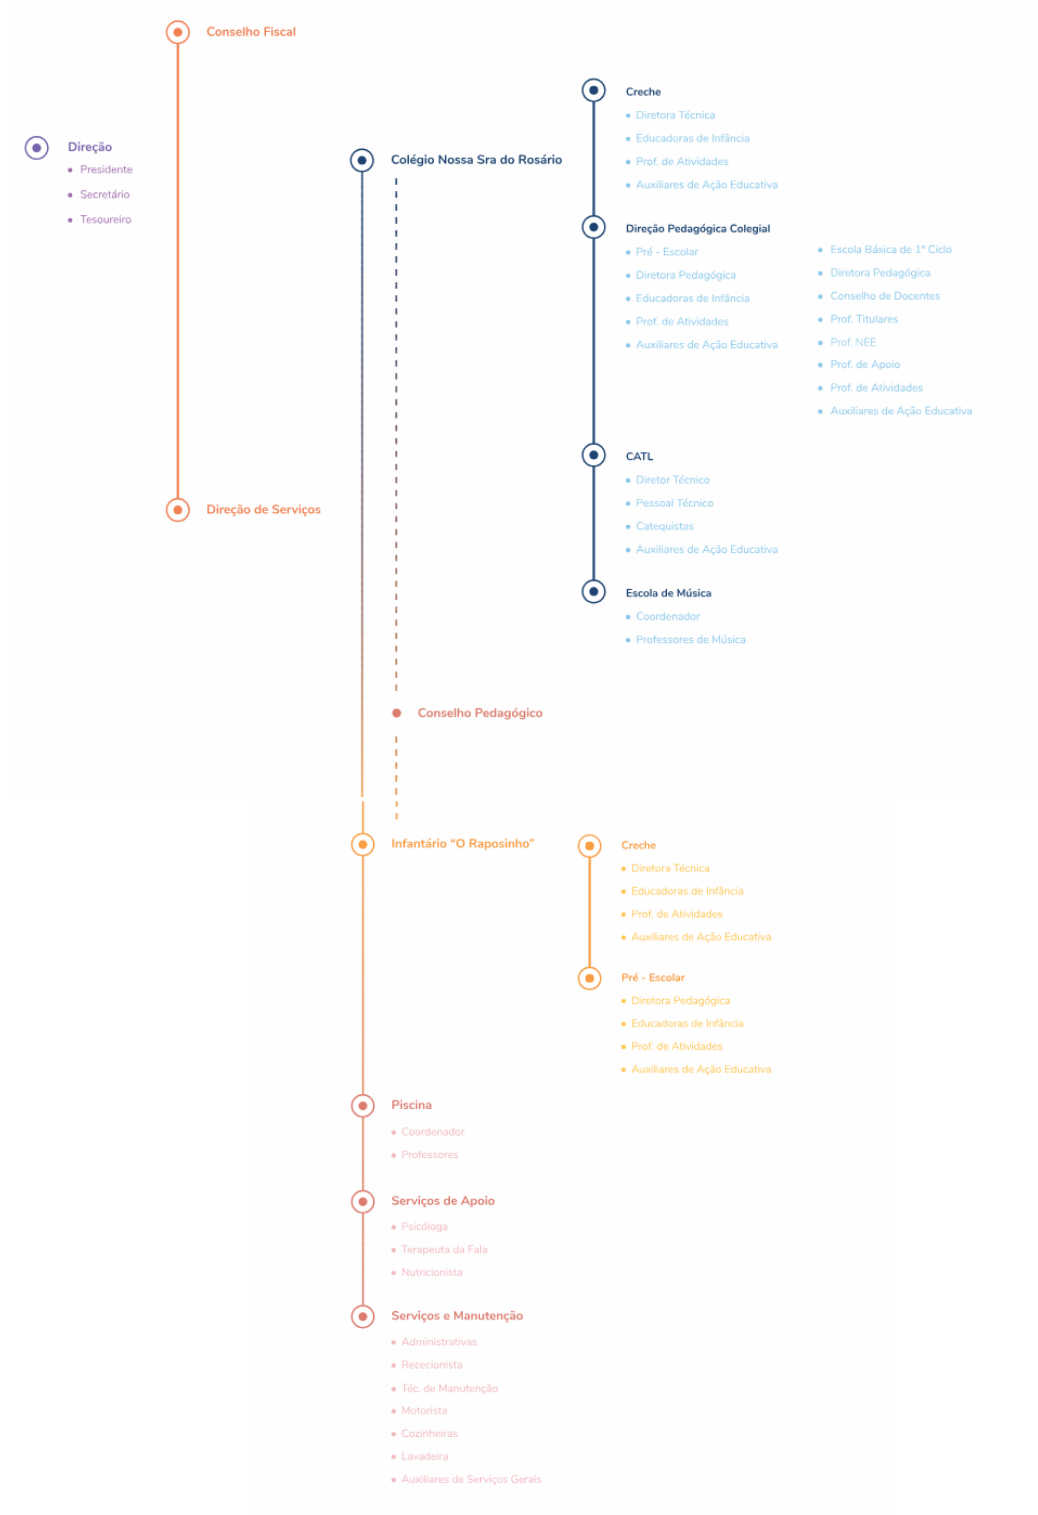 Conselho Fiscal
Direção
• Presidente
• Secretário
• Tesoureiro
Direção de Serviços
Colégio Nossa Sra do Rosário
Creche
• Diretora Técnica
• Educadoras de Infância
• Prof. de Atividades
• Auxiliares de Ação Educativa
Direção Pedagógica Colegial
• Pré - Escolar
• Diretora Pedagógica
• Educadoras de Infância
• Prof. de Atividades
• Auxiliares de Ação Educativa
• Escola Básica de 1º Ciclo
• Diretora Pedagógica
• Conselho de Docentes
• Prof. Titulares
• Prof. NEE
• Prof. de Apoio
• Prof. de Atividades
• Auxiliares de Ação Educativa
CATL
• Diretor Técnico
• Pessoal Técnico
• Catequistas
• Auxiliares de Ação Educativa
Escola de Música
• Coordenador
• Professores de Música
Conselho Pedagógico
Infantário “O Raposinho”
Creche
• Diretora Técnica
• Educadoras de Infância
• Prof. de Atividades
• Auxiliares de Ação Educativa
Pré - Escolar
• Diretora Pedagógica
• Educadoras de Infância
• Prof. de Atividades
• Auxiliares de Ação Educativa
Piscina
• Coordenador
• Professores
Serviços de Apoio
• Psicóloga
• Terapeuta da Fala
• Nutricionista
Serviços e Manutenção
• Administrativas
• Rececionista
• Téc. de Manutenção
• Motorista
• Cozinheiras
• Lavadeira
• Auxiliares de Serviços Gerais